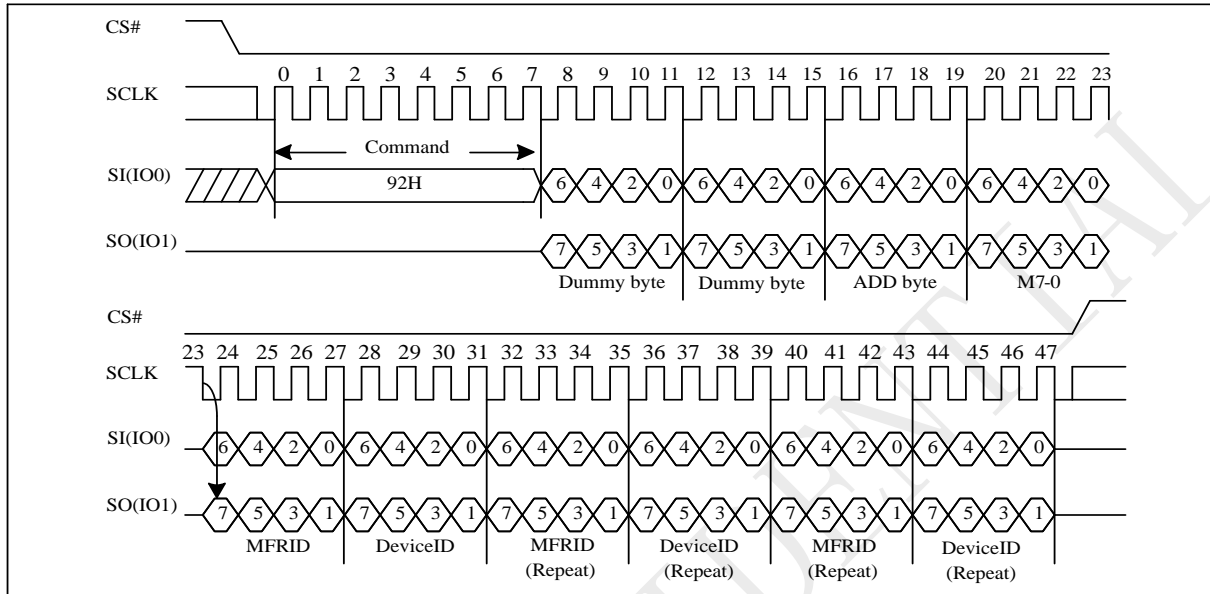 CS#
0 1 2 3 4 5 6 7 8 9 10 11 12 13 14 15 16 17 18 19 20 21 22 23
SCLK
Command
SI(IO0)
92H
6 4 2 0 6 4 2 0 6 4 2 0 6 4 2 0
SO(IO1)
7 5 3 1 7 5 3 1 7 5 3 1 7 5 3 1
Dummy byte Dummy byte ADD byte M7-0
CS#
23 24 25 26 27 28 29 30 31 32 33 34 35 36 37 38 39 40 41 42 43 44 45 46 47
SCLK
SI(IO0)
6 4 2 0 6 4 2 0 6 4 2 0 6 4 2 0 6 4 2 0 6 4 2 0
SO(IO1)
7 5 3 1 7 5 3 1 7 5 3 1 7 5 3 1 7 5 3 1 7 5 3 1
MFRID DeviceID MFRID DeviceID MFRID DeviceID
(Repeat) (Repeat) (Repeat) (Repeat)